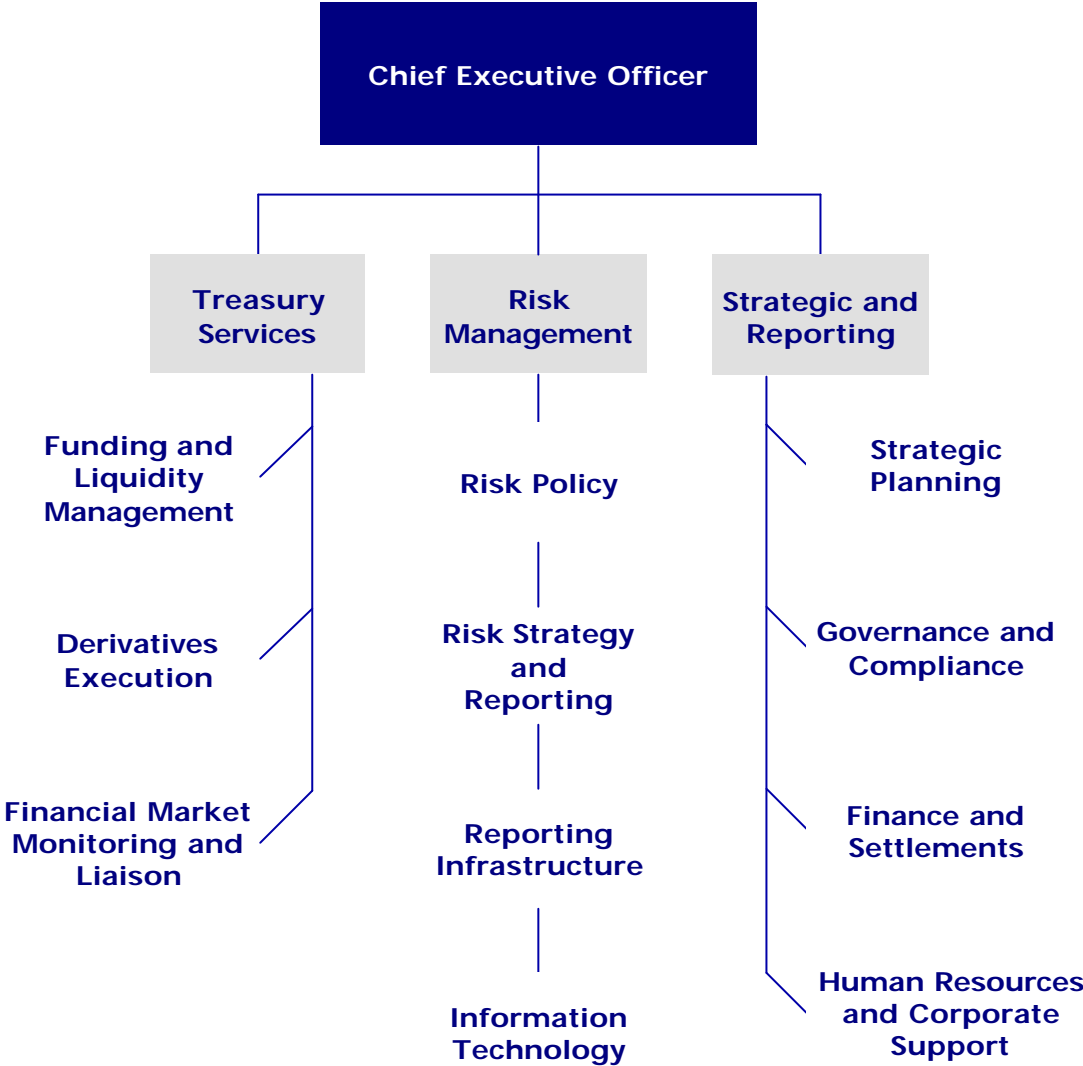 Chief Executive Officer
Treasury
Services
Risk
Management
Strategic and
Reporting
Funding and
Liquidity
Management
Derivatives
Execution
Financial Market
Monitoring and
Liaison
Risk Policy
Risk Strategy
and
Reporting
Reporting
Infrastructure
Information
Technology
Strategic
Planning
Governance and
Compliance
Finance and
Settlements
Human Resources
and Corporate
Support